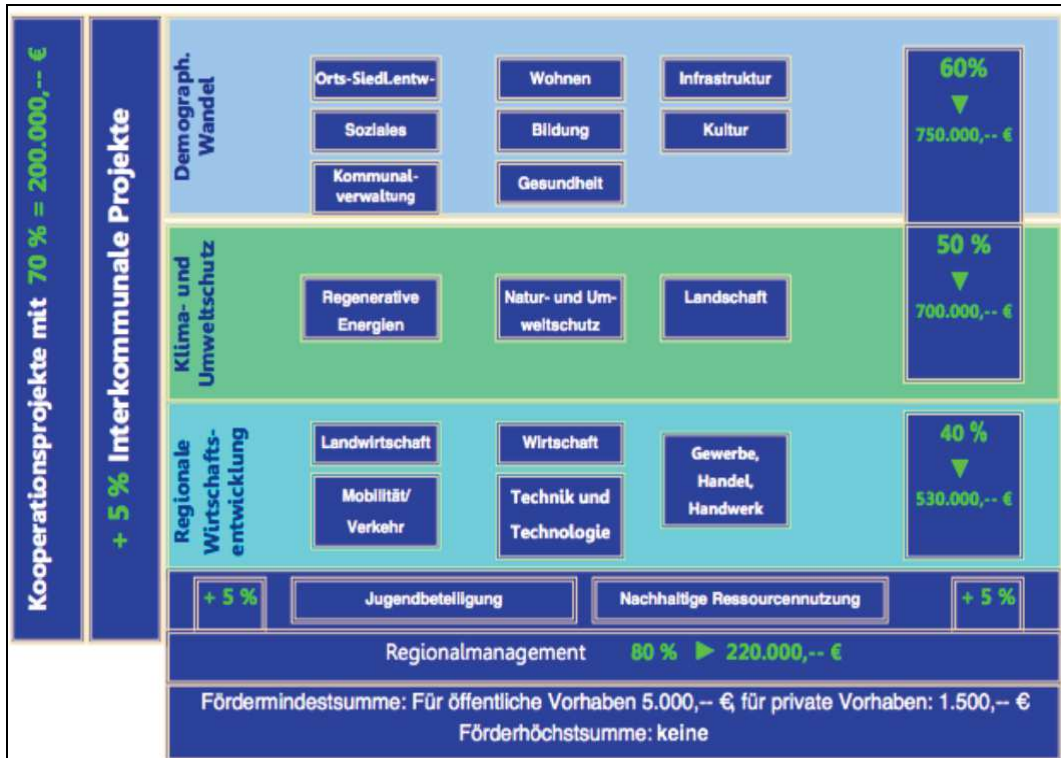 Kooperationsprojekte mit 70 % = 200.000,-- €
+ 5 % Interkommunale Projekte
Demograph.
Wandel
Orts-Siedl.entw-
Wohnen
Infrastruktur
Soziales
Bildung
Kultur
Kommunal-
verwaltung
Gesundheit
60%
▼
750.000,-- €
Klima- und
Umweltschutz
Regenerative
Energien
Natur- und Um-
weltschutz
Landschaft
50 %
▼
700.000,-- €
Regionale
Wirtschafts-
entwicklung
Landwirtschaft
Wirtschaft
Gewerbe,
Handel,
Handwerk
Mobilität/
Verkehr
Technik und
Technologie
40 %
▼
530.000,-- €
+ 5 %
Jugendbeteiligung
Nachhaltige Ressourcennutzung
+ 5 %
Regionalmanagement 80 % ► 220.000,-- €
Fördermindestsumme: Für öffentliche Vorhaben 5.000,-- €, für private Vorhaben: 1.500,-- €
Förderhöchstsumme: keine